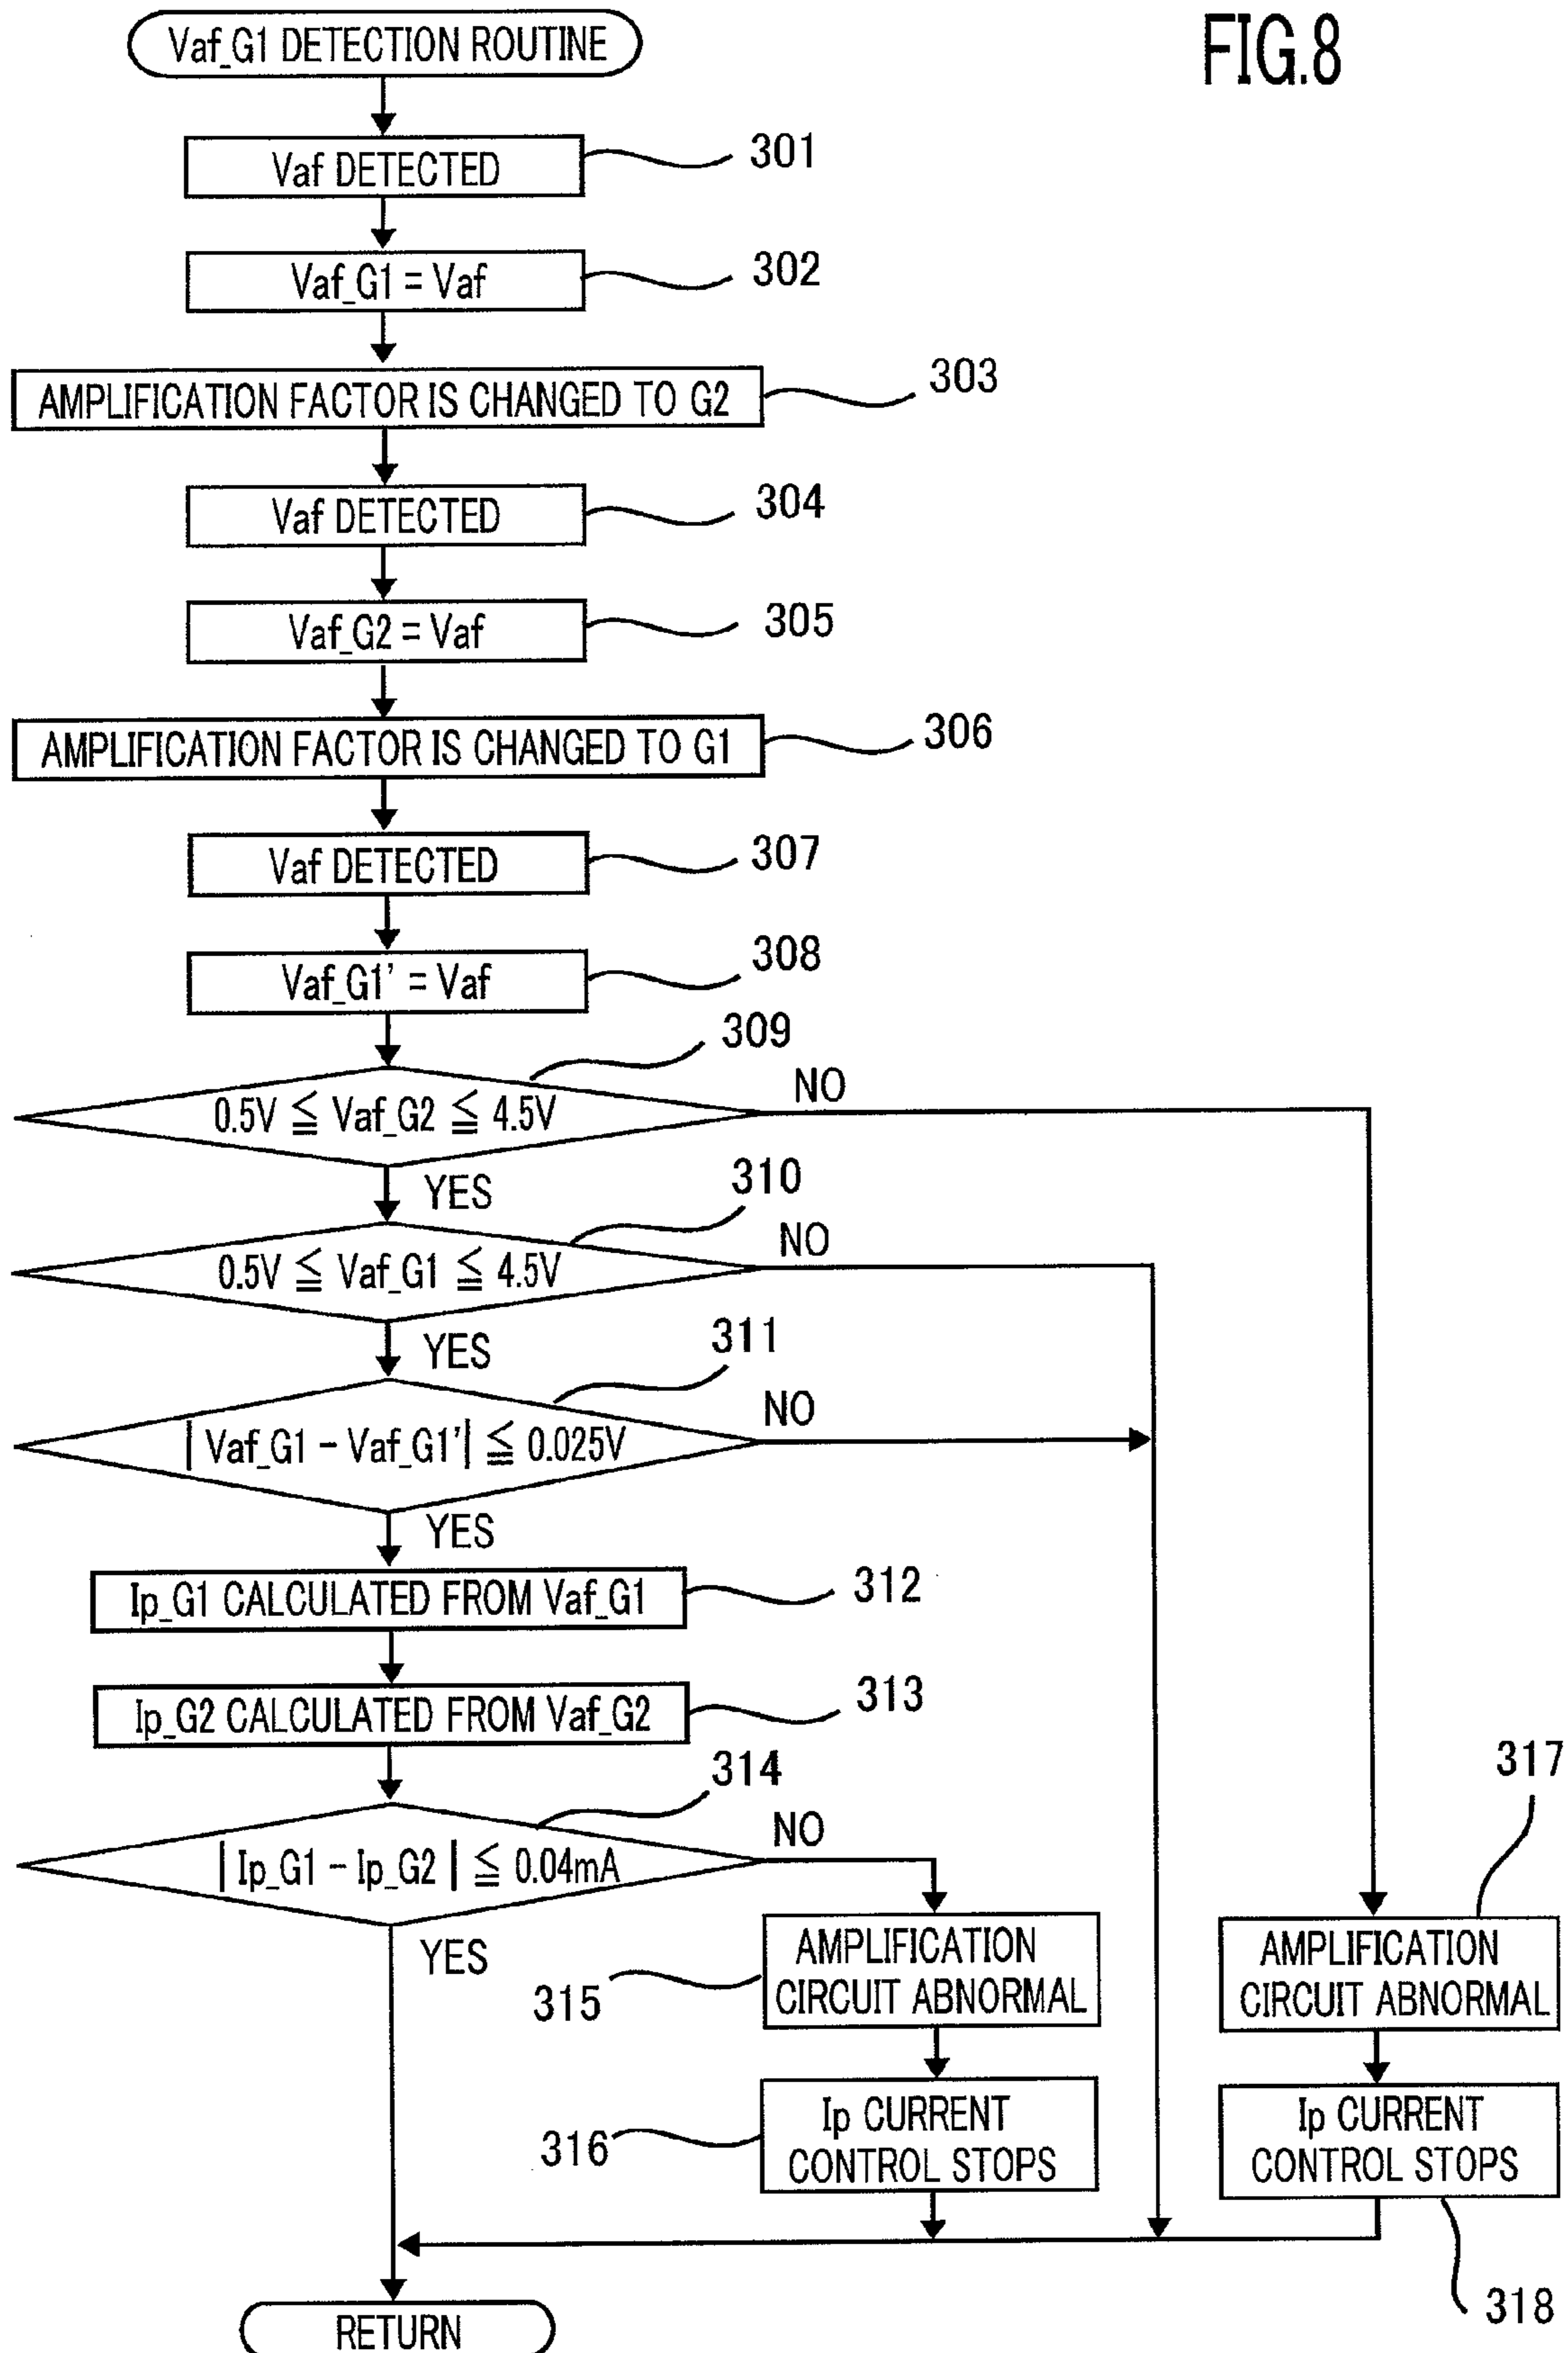 FIG.8
Vaf_G1 DETECTION ROUTINE
Vaf DETECTED
301
Vaf_G1 = Vaf
302
AMPLIFICATION FACTOR IS CHANGED TO G2
303
Vaf DETECTED
304
Vaf_G2 = Vaf
305
AMPLIFICATION FACTOR IS CHANGED TO G1
306
Vaf DETECTED
307
Vaf_G1' = Vaf
308
309
0.5V ≦ Vaf_G2 ≦ 4.5V
NO
YES
310
0.5V ≦ Vaf_G1 ≦ 4.5V
NO
YES
311
| Vaf_G1 - Vaf_G1'| ≦ 0.025V
NO
YES
Ip_G1 CALCULATED FROM Vaf_G1
312
Ip_G2 CALCULATED FROM Vaf_G2
313
314
| Ip_G1 - Ip_G2 | ≦ 0.04mA
NO
YES
315
AMPLIFICATION
CIRCUIT ABNORMAL
316
Ip CURRENT
CONTROL STOPS
317
AMPLIFICATION
CIRCUIT ABNORMAL
Ip CURRENT
CONTROL STOPS
318
RETURN